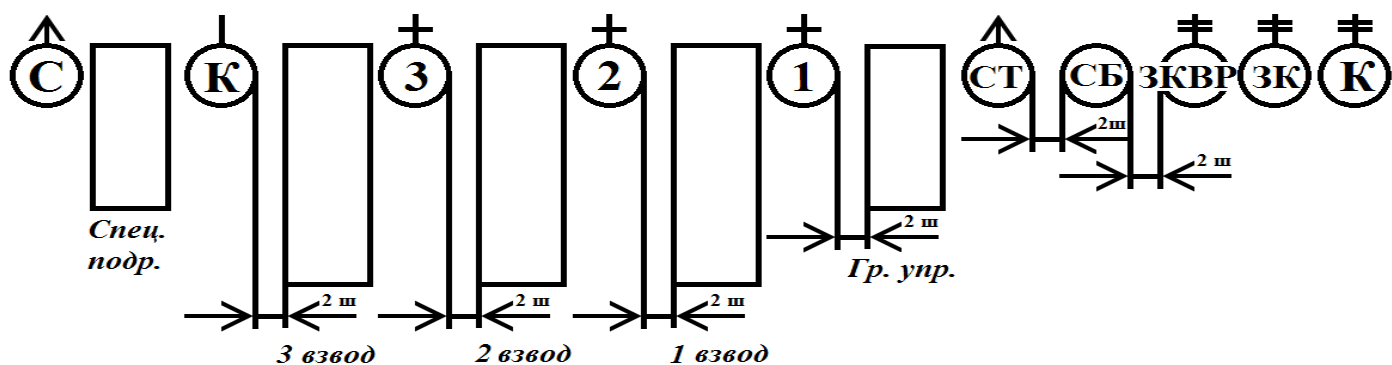 С К 3 2 1 СТ СБ ЗКВР ЗК К
2ш
2 ш
2 ш
Спец.
подр.
Гр. упр.
2 ш 2 ш 2 ш
3 взвод 2 взвод 1 взвод